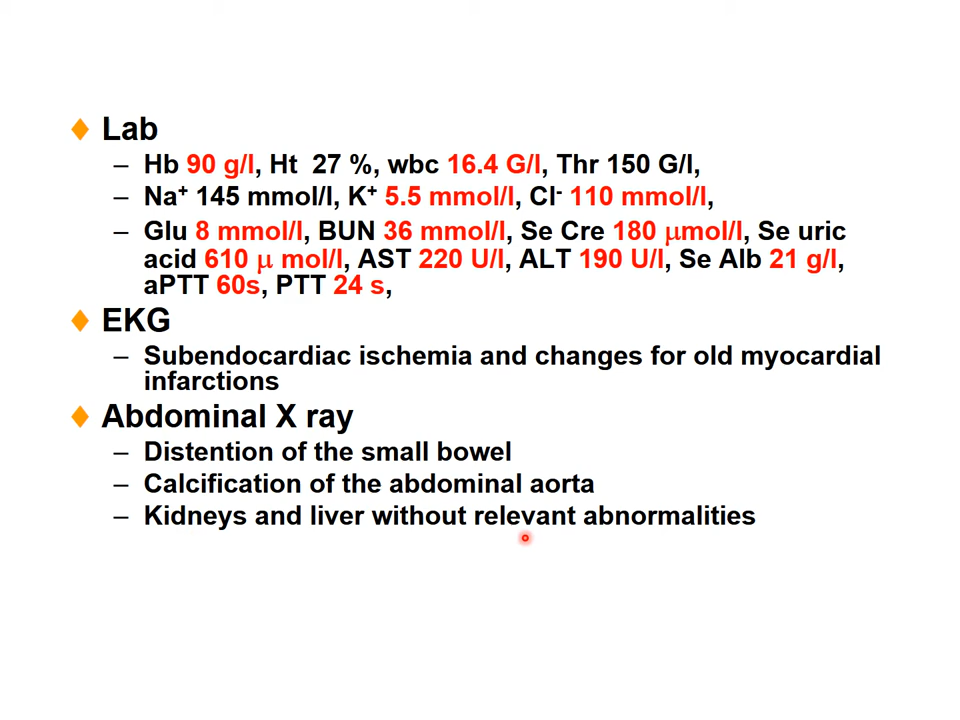 Lab
– Hb 90 g/l, Ht 27 %, wbc 16.4 G/l, Thr 150 G/l,
– Na⁺ 145 mmol/l, K⁺ 5.5 mmol/l, Cl⁻ 110 mmol/l,
– Glu 8 mmol/l, BUN 36 mmol/l, Se Cre 180 μmol/l, Se uric
acid 610 μ mol/l, AST 220 U/l, ALT 190 U/l, Se Alb 21 g/l,
aPTT 60s, PTT 24 s,
EKG
– Subendocardiac ischemia and changes for old myocardial
infarctions
Abdominal X ray
– Distention of the small bowel
– Calcification of the abdominal aorta
– Kidneys and liver without relevant abnormalities